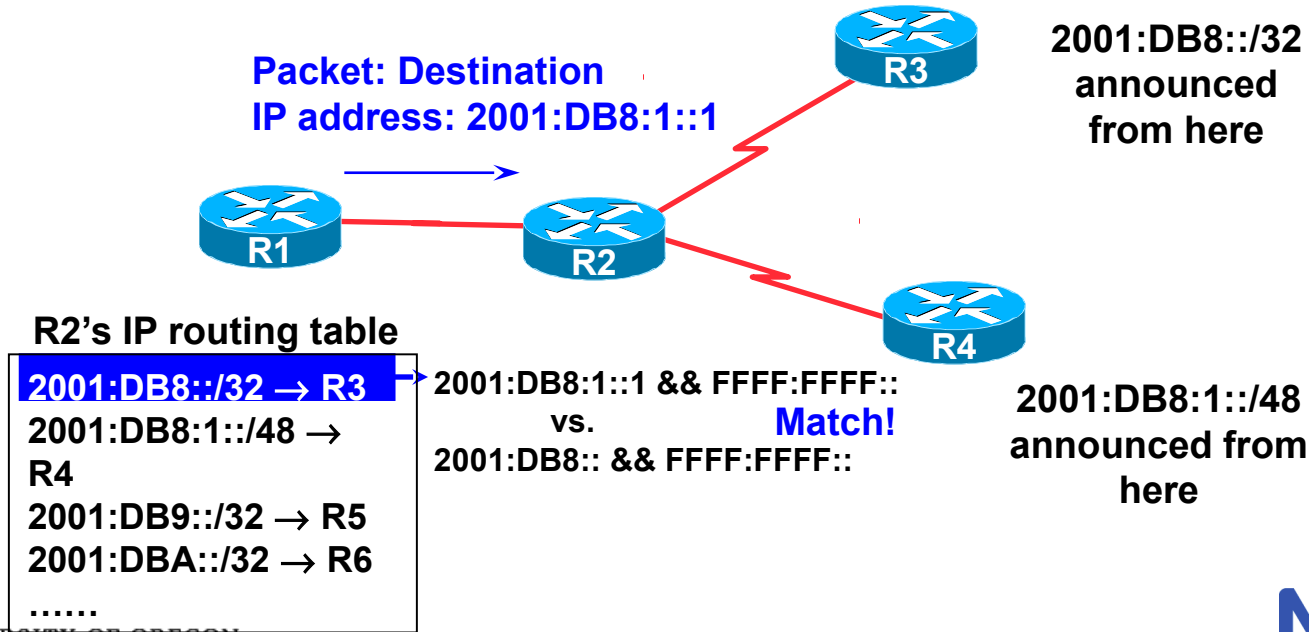 Packet: Destination
IP address: 2001:DB8:1::1
R3
2001:DB8::/32
announced
from here
R1
R2
R4
2001:DB8:1::/48
announced from
here
R2’s IP routing table
2001:DB8::/32 → R3
2001:DB8:1::/48 →
R4
2001:DB9::/32 → R5
2001:DBA::/32 → R6
……
2001:DB8:1::1 && FFFF:FFFF::
vs.
Match!
2001:DB8:: && FFFF:FFFF::
OF OREGON
N